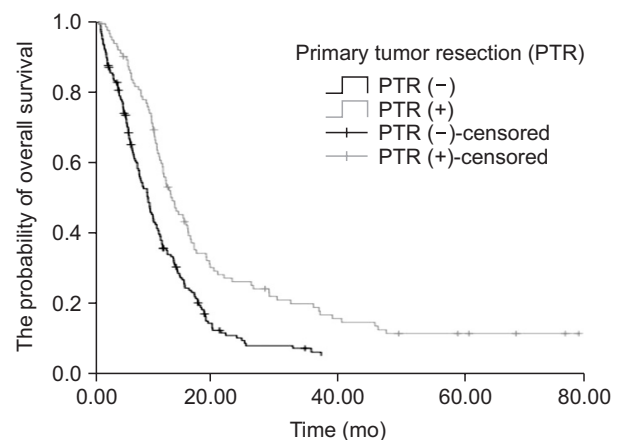 The probability of overall survival
1.0
0.8
0.6
0.4
0.2
0.0
Primary tumor resection (PTR)
PTR (−)
PTR (+)
PTR (−)-censored
PTR (+)-censored
0.00 20.00 40.00 60.00 80.00
Time (mo)